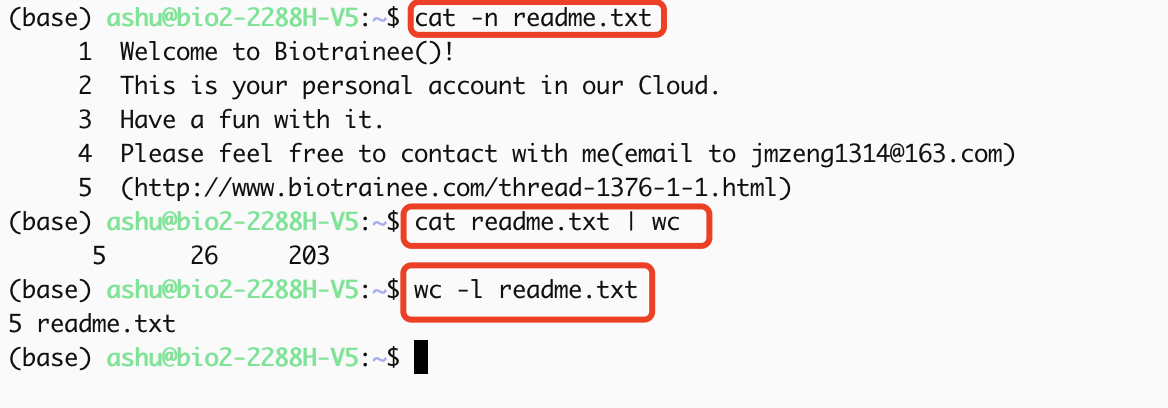 (base) ashu@bio2-2288H-V5:~$ cat -n readme.txt
     1  Welcome to Biotrainee()!
     2  This is your personal account in our Cloud.
     3  Have a fun with it.
     4  Please feel free to contact with me(email to jmzeng1314@163.com)
     5  (http://www.biotrainee.com/thread-1376-1-1.html)
(base) ashu@bio2-2288H-V5:~$ cat readme.txt | wc
      5      26     203
(base) ashu@bio2-2288H-V5:~$ wc -l readme.txt
5 readme.txt
(base) ashu@bio2-2288H-V5:~$